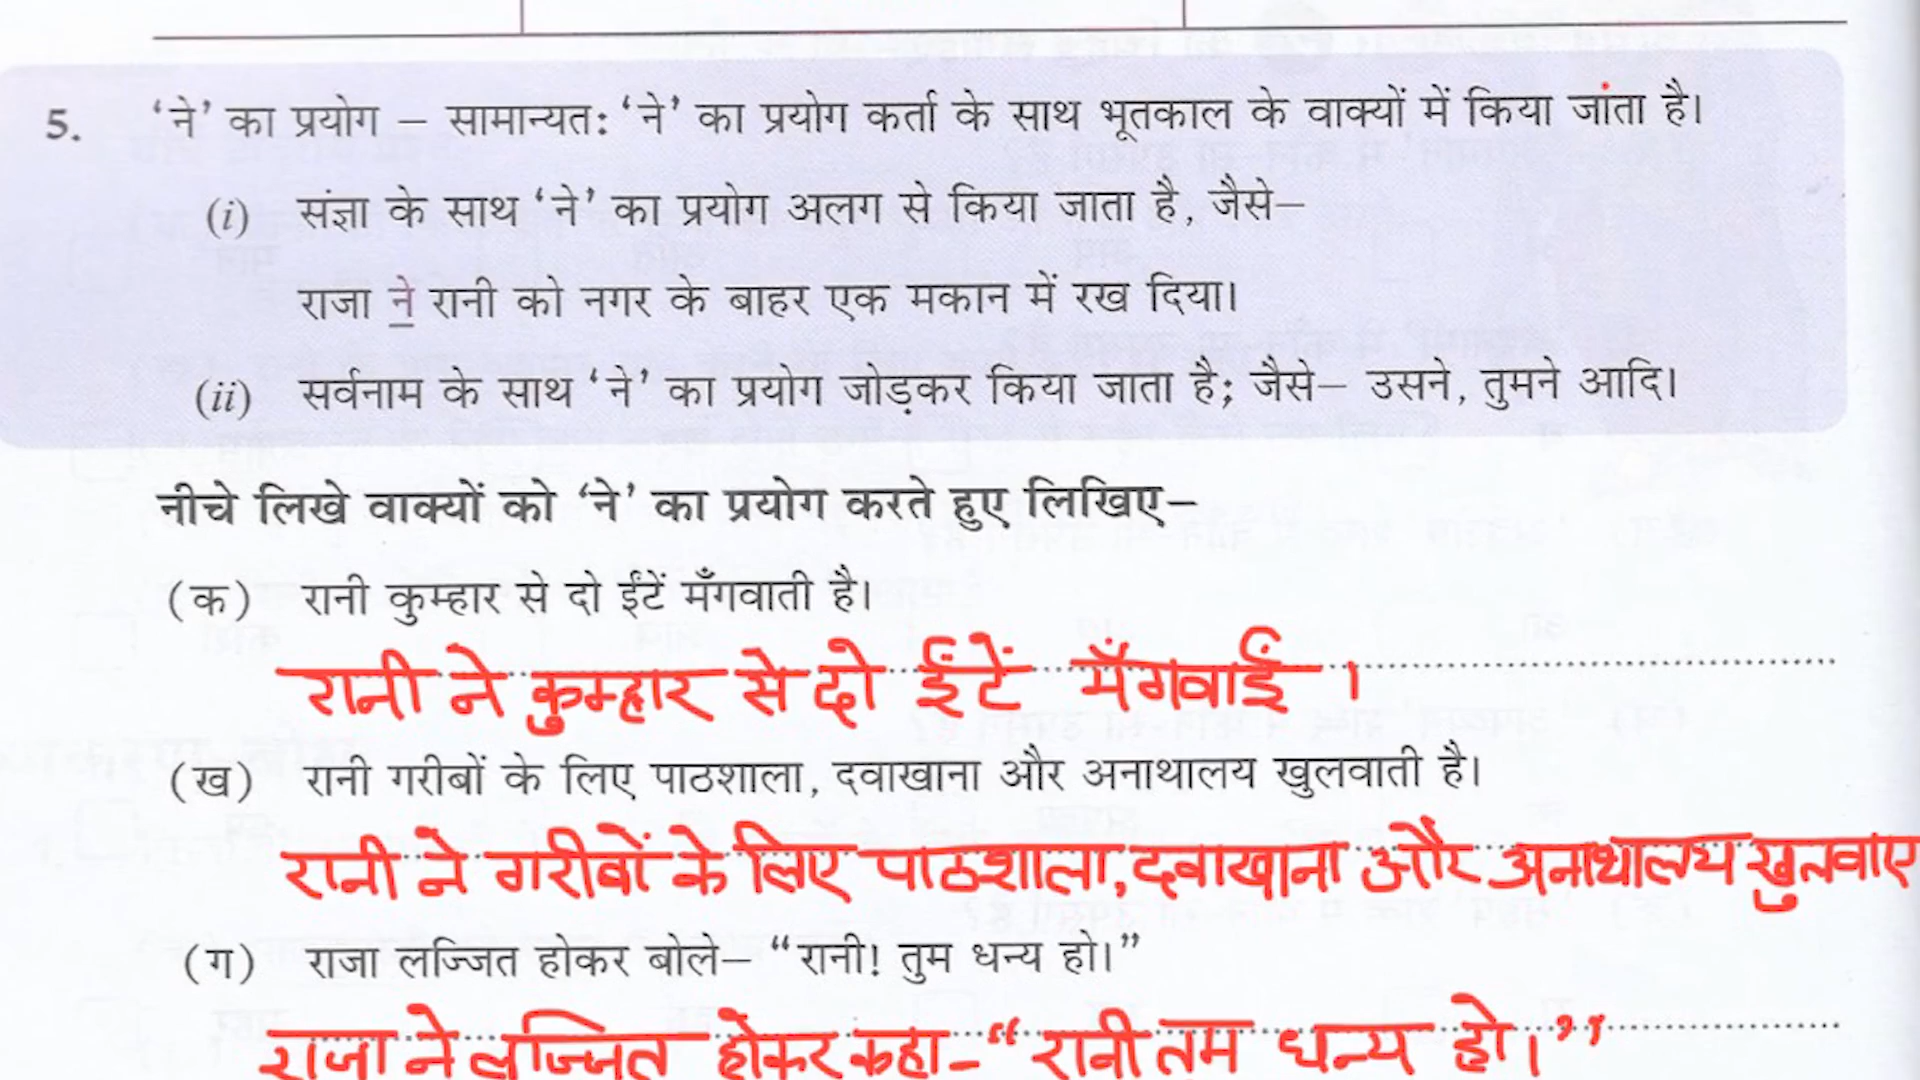 5. ‘ने’ का प्रयोग – सामान्यत: ‘ने’ का प्रयोग कर्ता के साथ भूतकाल के वाक्यों में किया जांता है।
(i) संज्ञा के साथ ‘ने’ का प्रयोग अलग से किया जाता है, जैसे–
राजा ने रानी को नगर के बाहर एक मकान में रख दिया।
(ii) सर्वनाम के साथ ‘ने’ का प्रयोग जोड़कर किया जाता है; जैसे– उसने, तुमने आदि।
नीचे लिखे वाक्यों को ‘ने’ का प्रयोग करते हुए लिखिए–
(क) रानी कुम्हार से दो ईंटें मँगवाती है।
रानी ने कुम्हार से दो ईंटें मँगवाईं ।
(ख) रानी गरीबों के लिए पाठशाला, दवाखाना और अनाथालय खुलवाती है।
रानी ने गरीबों के लिए पाठशाला, दवाखाना और अनाथालय खुलवाए
(ग) राजा लज्जित होकर बोले– “रानी! तुम धन्य हो।”
राजा ने लज्जित होकर कहा–“रानी तुम धन्य हो।”